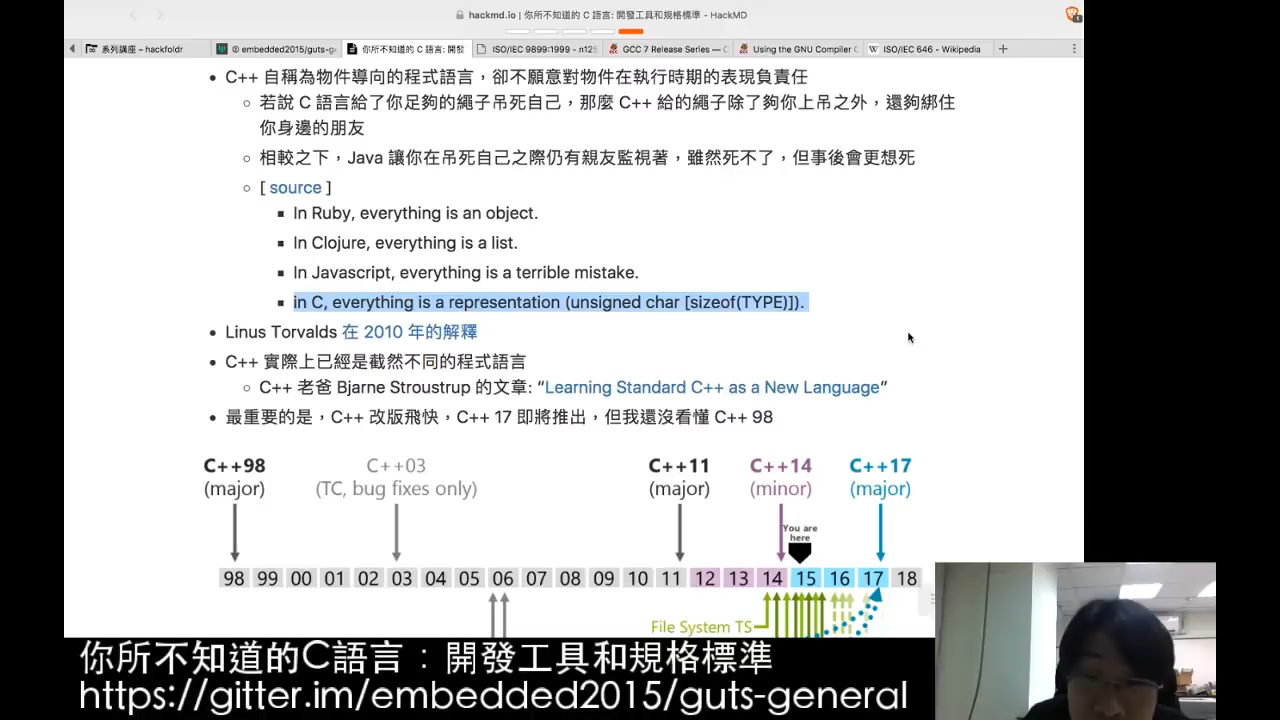 hackmd.io | 你所不知道的 C 語言: 開發工具和規格標準 - HackMD
系列講座 – hackfoldr
@ embedded2015/guts-g
你所不知道的 C 語言: 開發
ISO/IEC 9899:1999 - n125
GCC 7 Release Series — C
Using the GNU Compiler C
ISO/IEC 646 - Wikipedia
C++ 自稱為物件導向的程式語言，卻不願意對物件在執行時期的表現負責任
若說 C 語言給了你足夠的繩子吊死自己，那麼 C++ 給的繩子除了夠你上吊之外，還夠綁住
你身邊的朋友
相較之下，Java 讓你在吊死自己之際仍有親友監視著，雖然死不了，但事後會更想死
[ source ]
In Ruby, everything is an object.
In Clojure, everything is a list.
In Javascript, everything is a terrible mistake.
in C, everything is a representation (unsigned char [sizeof(TYPE)]).
Linus Torvalds 在 2010 年的解釋
C++ 實際上已經是截然不同的程式語言
C++ 老爸 Bjarne Stroustrup 的文章: “Learning Standard C++ as a New Language”
最重要的是，C++ 改版飛快，C++ 17 即將推出，但我還沒看懂 C++ 98
C++98 C++03 C++11 C++14 C++17
(major) (TC, bug fixes only) (major) (minor) (major)
You are
here
98 99 00 01 02 03 04 05 06 07 08 09 10 11 12 13 14 15 16 17 18
File System TS
你所不知道的C語言：開發工具和規格標準
https://gitter.im/embedded2015/guts-general